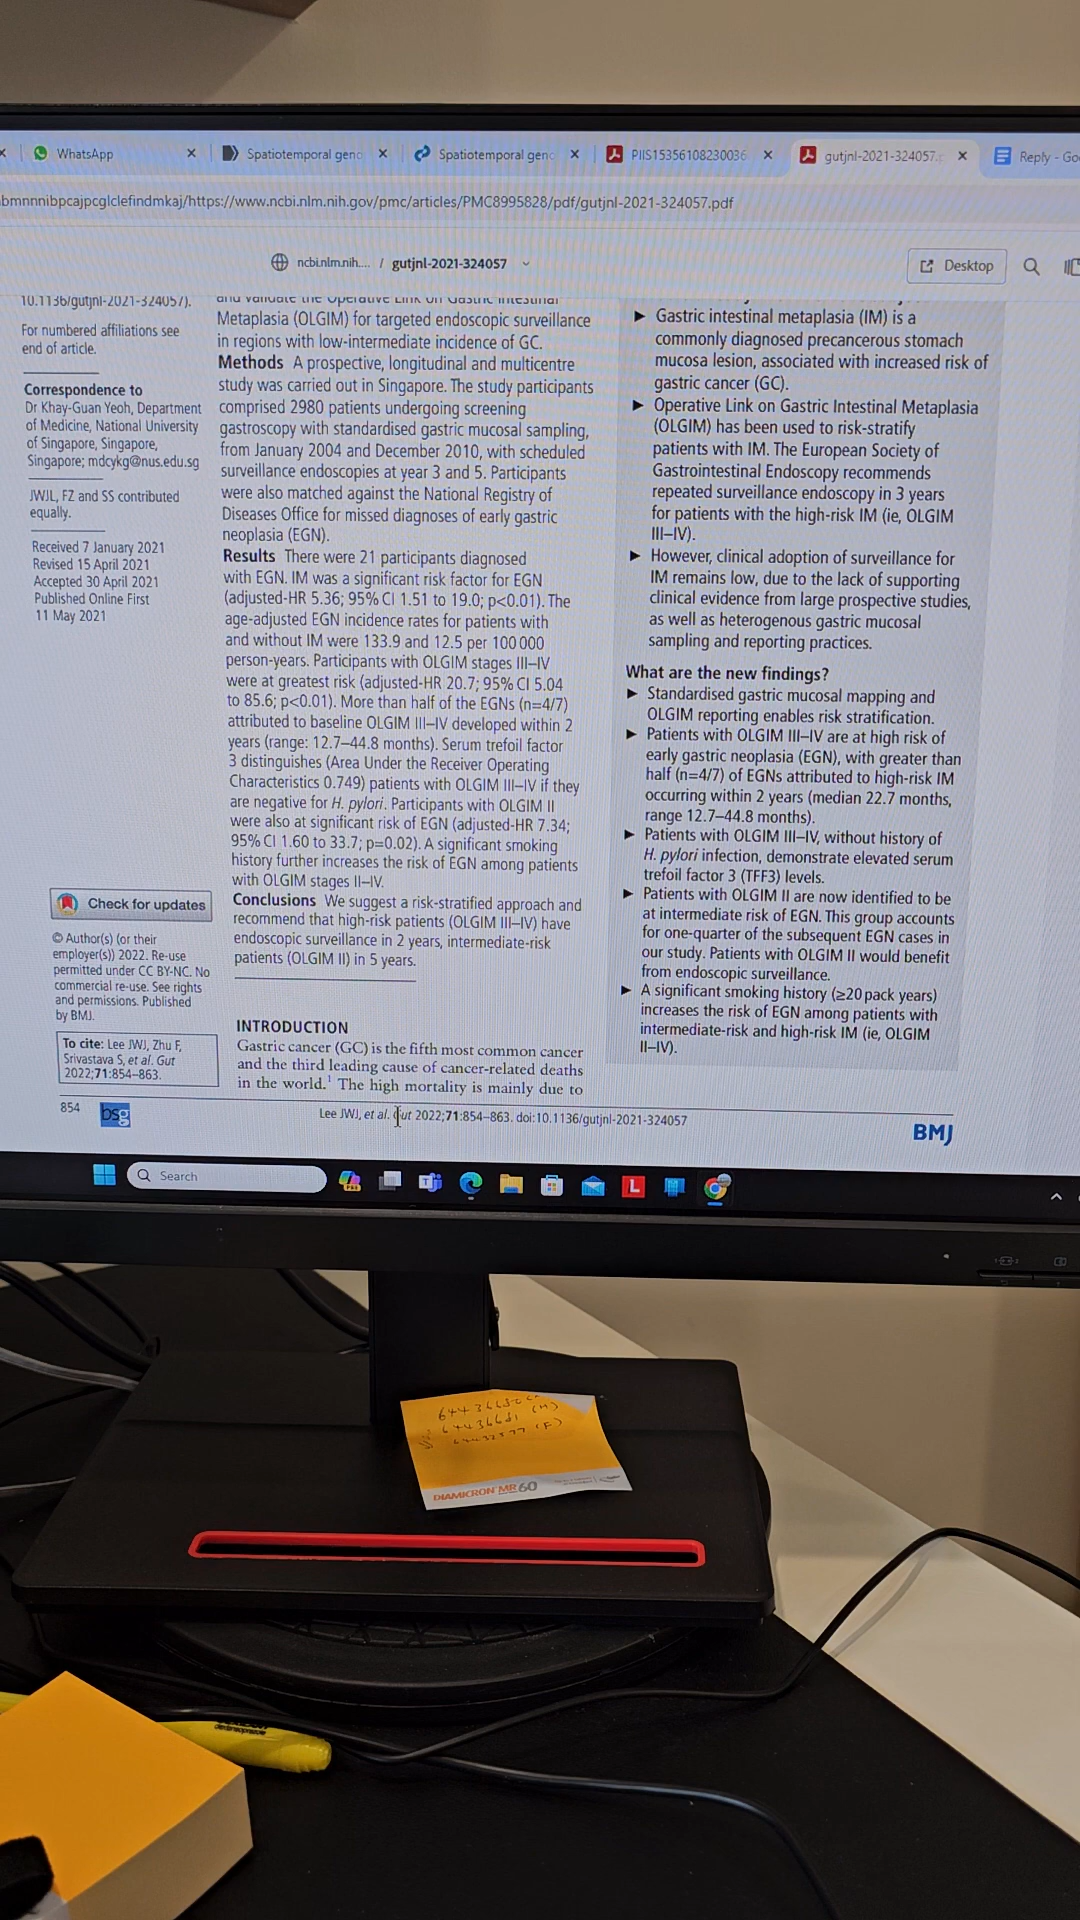 WhatsApp
Spatiotemporal geno
Spatiotemporal geno
PIIS15356108230036
gutjnl-2021-324057.p
Reply - Go
bmnnnibpcajpcglclefindmkaj/https://www.ncbi.nlm.nih.gov/pmc/articles/PMC8995828/pdf/gutjnl-2021-324057.pdf
ncbi.nlm.nih.... / gutjnl-2021-324057
Desktop
10.1136/gutjnl-2021-324057).
For numbered affiliations see
end of article.
Correspondence to
Dr Khay-Guan Yeoh, Department
of Medicine, National University
of Singapore, Singapore,
Singapore; mdcykg@nus.edu.sg
JWJL, FZ and SS contributed
equally.
Received 7 January 2021
Revised 15 April 2021
Accepted 30 April 2021
Published Online First
11 May 2021
Check for updates
© Author(s) (or their
employer(s)) 2022. Re-use
permitted under CC BY-NC. No
commercial re-use. See rights
and permissions. Published
by BMJ.
To cite: Lee JWJ, Zhu F,
Srivastava S, et al. Gut
2022;71:854–863.
and validate the Operative Link on Gastric Intestinal
Metaplasia (OLGIM) for targeted endoscopic surveillance
in regions with low-intermediate incidence of GC.
Methods A prospective, longitudinal and multicentre
study was carried out in Singapore. The study participants
comprised 2980 patients undergoing screening
gastroscopy with standardised gastric mucosal sampling,
from January 2004 and December 2010, with scheduled
surveillance endoscopies at year 3 and 5. Participants
were also matched against the National Registry of
Diseases Office for missed diagnoses of early gastric
neoplasia (EGN).
Results There were 21 participants diagnosed
with EGN. IM was a significant risk factor for EGN
(adjusted-HR 5.36; 95% CI 1.51 to 19.0; p<0.01). The
age-adjusted EGN incidence rates for patients with
and without IM were 133.9 and 12.5 per 100 000
person-years. Participants with OLGIM stages III–IV
were at greatest risk (adjusted-HR 20.7; 95% CI 5.04
to 85.6; p<0.01). More than half of the EGNs (n=4/7)
attributed to baseline OLGIM III–IV developed within 2
years (range: 12.7–44.8 months). Serum trefoil factor
3 distinguishes (Area Under the Receiver Operating
Characteristics 0.749) patients with OLGIM III–IV if they
are negative for H. pylori. Participants with OLGIM II
were also at significant risk of EGN (adjusted-HR 7.34;
95% CI 1.60 to 33.7; p=0.02). A significant smoking
history further increases the risk of EGN among patients
with OLGIM stages II–IV.
Conclusions We suggest a risk-stratified approach and
recommend that high-risk patients (OLGIM III–IV) have
endoscopic surveillance in 2 years, intermediate-risk
patients (OLGIM II) in 5 years.
INTRODUCTION
Gastric cancer (GC) is the fifth most common cancer
and the third leading cause of cancer-related deaths
in the world.1 The high mortality is mainly due to
► Gastric intestinal metaplasia (IM) is a
commonly diagnosed precancerous stomach
mucosa lesion, associated with increased risk of
gastric cancer (GC).
► Operative Link on Gastric Intestinal Metaplasia
(OLGIM) has been used to risk-stratify
patients with IM. The European Society of
Gastrointestinal Endoscopy recommends
repeated surveillance endoscopy in 3 years
for patients with the high-risk IM (ie, OLGIM
III–IV).
► However, clinical adoption of surveillance for
IM remains low, due to the lack of supporting
clinical evidence from large prospective studies,
as well as heterogenous gastric mucosal
sampling and reporting practices.
What are the new findings?
► Standardised gastric mucosal mapping and
OLGIM reporting enables risk stratification.
► Patients with OLGIM III–IV are at high risk of
early gastric neoplasia (EGN), with greater than
half (n=4/7) of EGNs attributed to high-risk IM
occurring within 2 years (median 22.7 months,
range 12.7–44.8 months).
► Patients with OLGIM III–IV, without history of
H. pylori infection, demonstrate elevated serum
trefoil factor 3 (TFF3) levels.
► Patients with OLGIM II are now identified to be
at intermediate risk of EGN. This group accounts
for one-quarter of the subsequent EGN cases in
our study. Patients with OLGIM II would benefit
from endoscopic surveillance.
► A significant smoking history (≥20 pack years)
increases the risk of EGN among patients with
intermediate-risk and high-risk IM (ie, OLGIM
II–IV).
854
bsg
Lee JWJ, et al. Gut 2022;71:854–863. doi:10.1136/gutjnl-2021-324057
BMJ
Search
64436681 (M)
(F)
DIAMICRON MR60